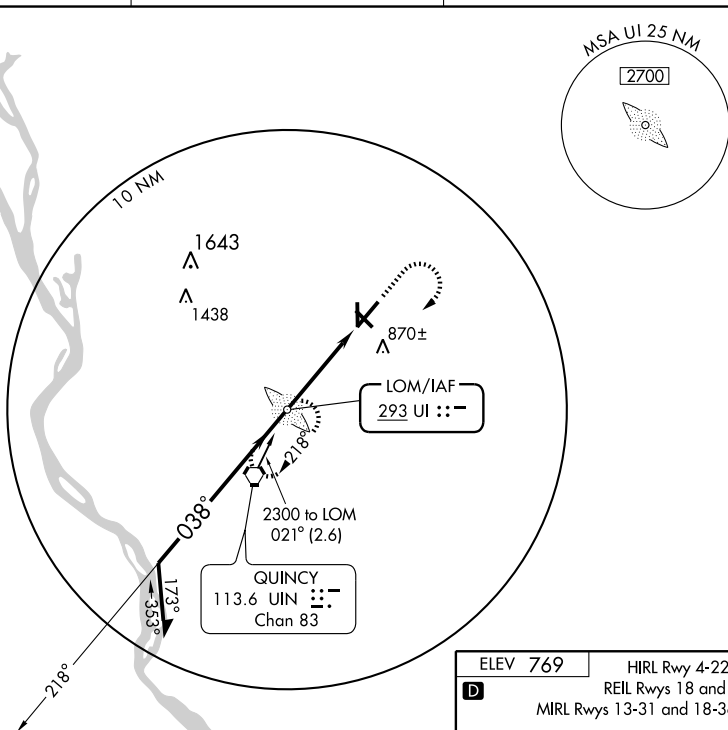 MSA UI 25 NM
2700
10 NM
1643
1438
870±
LOM/IAF
293 UI
218°
038°
2300 to LOM
021° (2.6)
QUINCY
113.6 UIN
Chan 83
173°
353°
218°
ELEV 769
HIRL Rwy 4-22
D
REIL Rwys 18 and
MIRL Rwys 13-31 and 18-3